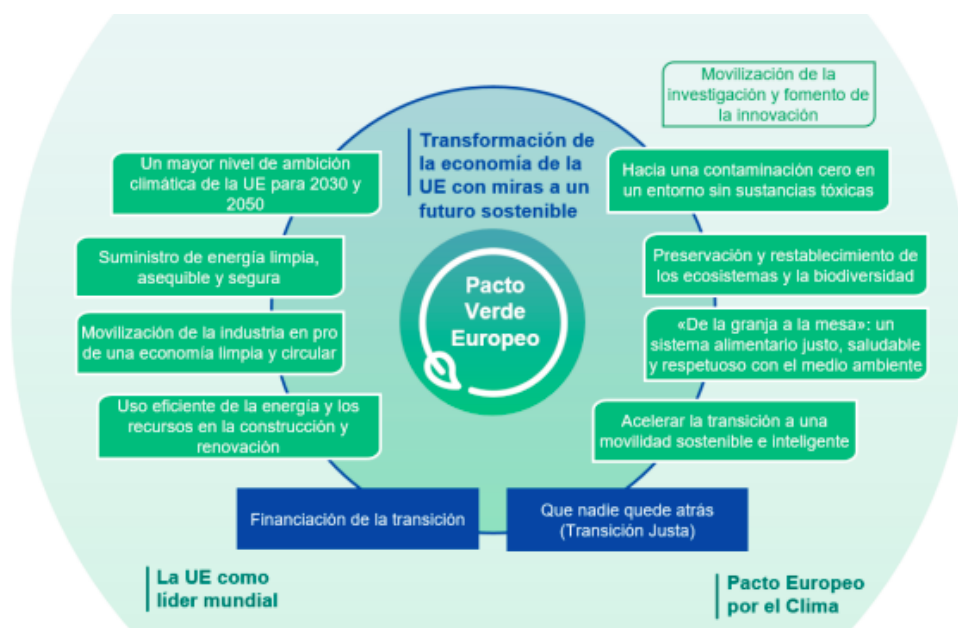 Movilización de la
investigación y fomento de
la innovación
Transformación de
la economía de la
UE con miras a un
futuro sostenible
Un mayor nivel de ambición
climática de la UE para 2030 y
2050
Hacia una contaminación cero en
un entorno sin sustancias tóxicas
Suministro de energía limpia,
asequible y segura
Preservación y restablecimiento de
los ecosistemas y la biodiversidad
Pacto
Verde
Europeo
Movilización de la industria en pro
de una economía limpia y circular
«De la granja a la mesa»: un
sistema alimentario justo, saludable
y respetuoso con el medio ambiente
Uso eficiente de la energía y los
recursos en la construcción y
renovación
Acelerar la transición a una
movilidad sostenible e inteligente
Financiación de la transición
Que nadie quede atrás
(Transición Justa)
La UE como
líder mundial
Pacto Europeo
por el Clima